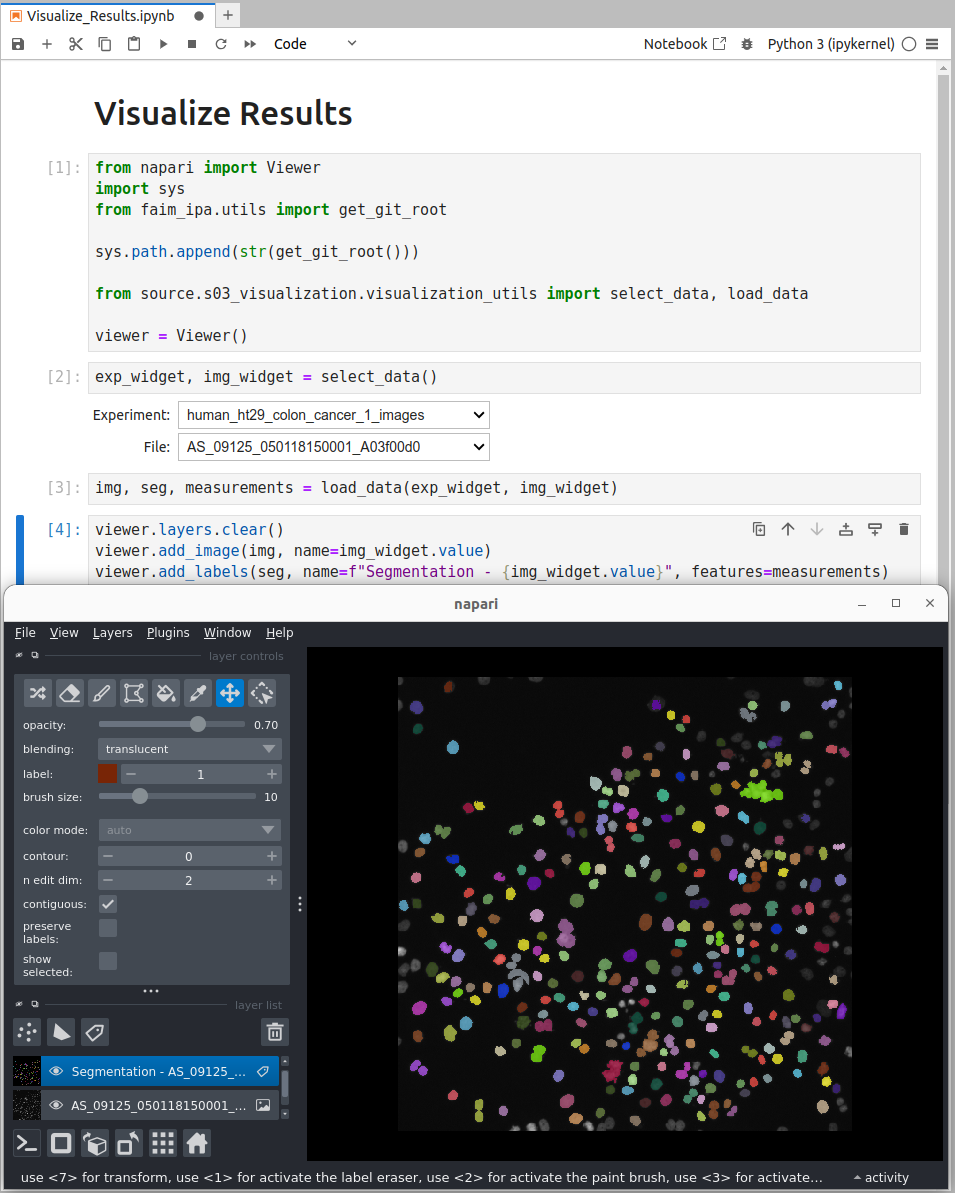 Visualize_Results.ipynb
Code
Notebook
Python 3 (ipykernel)
Visualize Results
[1]:
from napari import Viewer
import sys
from faim_ipa.utils import get_git_root
sys.path.append(str(get_git_root()))
from source.s03_visualization.visualization_utils import select_data, load_data
viewer = Viewer()
[2]:
exp_widget, img_widget = select_data()
Experiment: human_ht29_colon_cancer_1_images
File: AS_09125_050118150001_A03f00d0
[3]:
img, seg, measurements = load_data(exp_widget, img_widget)
[4]:
viewer.layers.clear()
viewer.add_image(img, name=img_widget.value)
viewer.add_labels(seg, name=f"Segmentation - {img_widget.value}", features=measurements)
napari
File View Layers Plugins Window Help
layer controls
opacity: 0.70
blending: translucent
label: 1
brush size: 10
color mode: auto
contour: 0
n edit dim: 2
contiguous:
preserve
labels:
show
selected:
layer list
Segmentation - AS_09125_...
AS_09125_050118150001_...
use <7> for transform, use <1> for activate the label eraser, use <2> for activate the paint brush, use <3> for activate...
activity